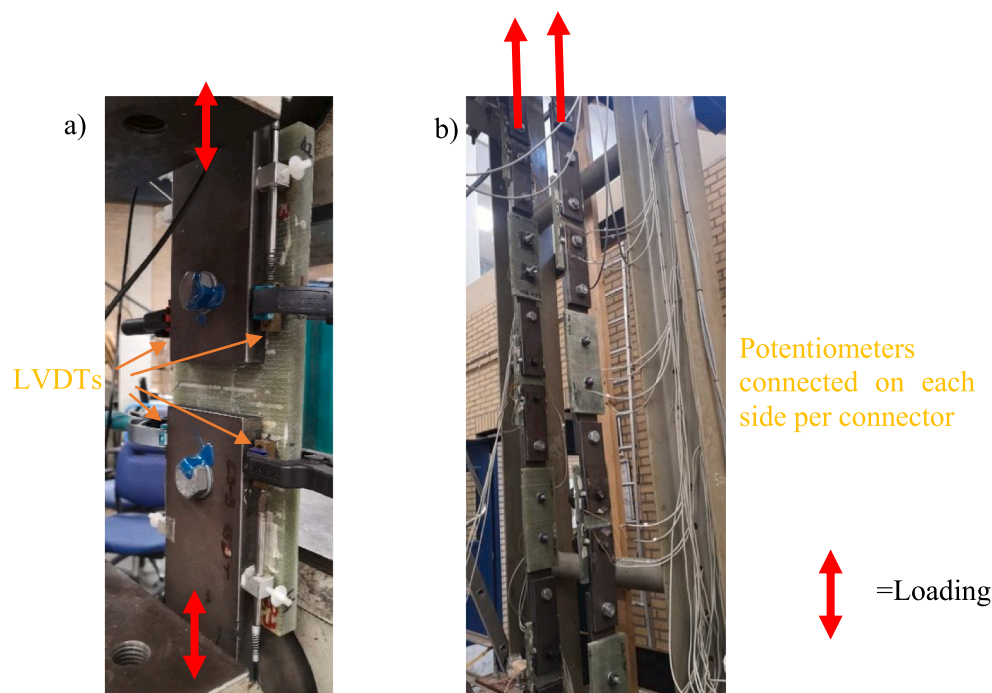 a)
b)
LVDTs
Potentiometers
connected on each
side per connector
=Loading